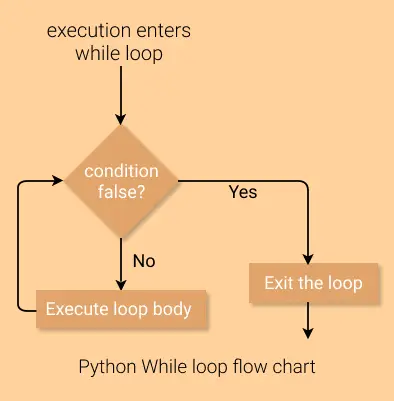 execution enters
while loop
condition
false?
Yes
No
Exit the loop
Execute loop body
Python While loop flow chart